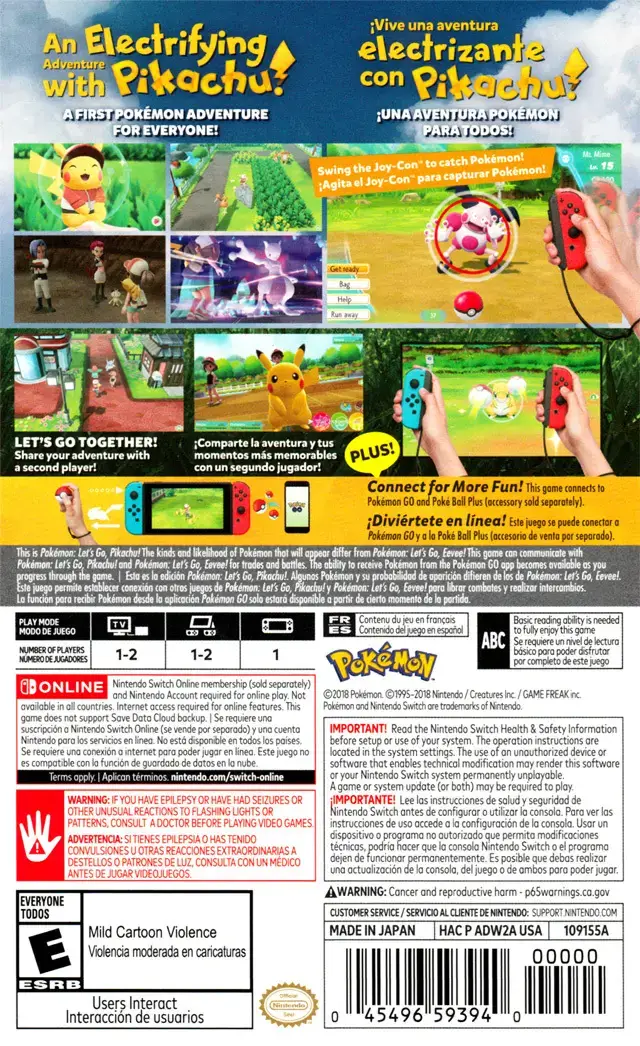 An Electrifying
Adventure
with Pikachu!
A FIRST POKÉMON ADVENTURE
FOR EVERYONE!
¡Vive una aventura
electrizante
con Pikachu!
¡UNA AVENTURA POKÉMON
PARA TODOS!
Swing the Joy-Con™ to catch Pokémon!
¡Agita el Joy-Con™ para capturar Pokémon!
Mr. Mime
Lv. 15
Get ready
Bag
Help
Run away
37
LET'S GO TOGETHER!
Share your adventure with
a second player!
¡Comparte la aventura y tus
momentos más memorables
con un segundo jugador!
PLUS!
Connect for More Fun! This game connects to
Pokémon GO and Poké Ball Plus (accessory sold separately).
¡Diviértete en línea! Este juego se puede conectar a
Pokémon GO y a la Poké Ball Plus (accesorio de venta por separado).
This is Pokémon: Let's Go, Pikachu! The kinds and likelihood of Pokémon that will appear differ from Pokémon: Let's Go, Eevee! This game can communicate with
Pokémon: Let's Go, Pikachu! and Pokémon: Let's Go, Eevee! for trades and battles. The ability to receive Pokémon from the Pokémon GO app becomes available as you
progress through the game. | Esta es la edición Pokémon: Let's Go, Pikachu!. Algunos Pokémon y su probabilidad de aparición difieren de los de Pokémon: Let's Go, Eevee!.
Este juego permite establecer conexión con otros juegos de Pokémon: Let's Go, Pikachu! y Pokémon: Let's Go, Eevee! para librar combates y realizar intercambios.
La función para recibir Pokémon desde la aplicación Pokémon GO solo estará disponible a partir de cierto momento de la partida.
PLAY MODE
MODO DE JUEGO
TV
NUMBER OF PLAYERS
NÚMERO DE JUGADORES
1-2
1-2
1
FR
ES
Contenu du jeu en français
Contenido del juego en español
ABC
Basic reading ability is needed
to fully enjoy this game
Se requiere un nivel de lectura
básico para poder disfrutar
por completo de este juego
POKéMON
©2018 Pokémon. ©1995-2018 Nintendo / Creatures Inc. / GAME FREAK inc.
Pokémon and Nintendo Switch are trademarks of Nintendo.
ONLINE
Nintendo Switch Online membership (sold separately)
and Nintendo Account required for online play. Not
available in all countries. Internet access required for online features. This
game does not support Save Data Cloud backup. | Se requiere una
suscripción a Nintendo Switch Online (se vende por separado) y una cuenta
Nintendo para los servicios en línea. No está disponible en todos los países.
Se requiere una conexión a internet para poder jugar en línea. Este juego no
es compatible con la función de guardado de datos en la nube.
Terms apply. | Aplican términos. nintendo.com/switch-online
WARNING: IF YOU HAVE EPILEPSY OR HAVE HAD SEIZURES OR
OTHER UNUSUAL REACTIONS TO FLASHING LIGHTS OR
PATTERNS, CONSULT A DOCTOR BEFORE PLAYING VIDEO GAMES.
ADVERTENCIA: SI TIENES EPILEPSIA O HAS TENIDO
CONVULSIONES U OTRAS REACCIONES EXTRAORDINARIAS A
DESTELLOS O PATRONES DE LUZ, CONSULTA CON UN MÉDICO
ANTES DE JUGAR VIDEOJUEGOS.
IMPORTANT! Read the Nintendo Switch Health & Safety Information
before setup or use of your system. The operation instructions are
located in the system settings. The use of an unauthorized device or
software that enables technical modification may render this software
or your Nintendo Switch system permanently unplayable.
A game or system update (or both) may be required to play.
¡IMPORTANTE! Lee las instrucciones de salud y seguridad de
Nintendo Switch antes de configurar o utilizar la consola. Para ver las
instrucciones de uso accede a la configuración de la consola. Usar un
dispositivo o programa no autorizado que permita modificaciones
técnicas, podría hacer que la consola Nintendo Switch o el programa
dejen de funcionar permanentemente. Es posible que debas realizar
una actualización de la consola, del juego o de ambos para poder jugar.
WARNING: Cancer and reproductive harm - p65warnings.ca.gov
CUSTOMER SERVICE / SERVICIO AL CLIENTE DE NINTENDO: SUPPORT.NINTENDO.COM
MADE IN JAPAN
HAC P ADW2A USA
109155A
EVERYONE
TODOS
E
ESRB
Mild Cartoon Violence
Violencia moderada en caricaturas
Users Interact
Interacción de usuarios
Official
Nintendo
Seal
0 45496 59394 0
00000